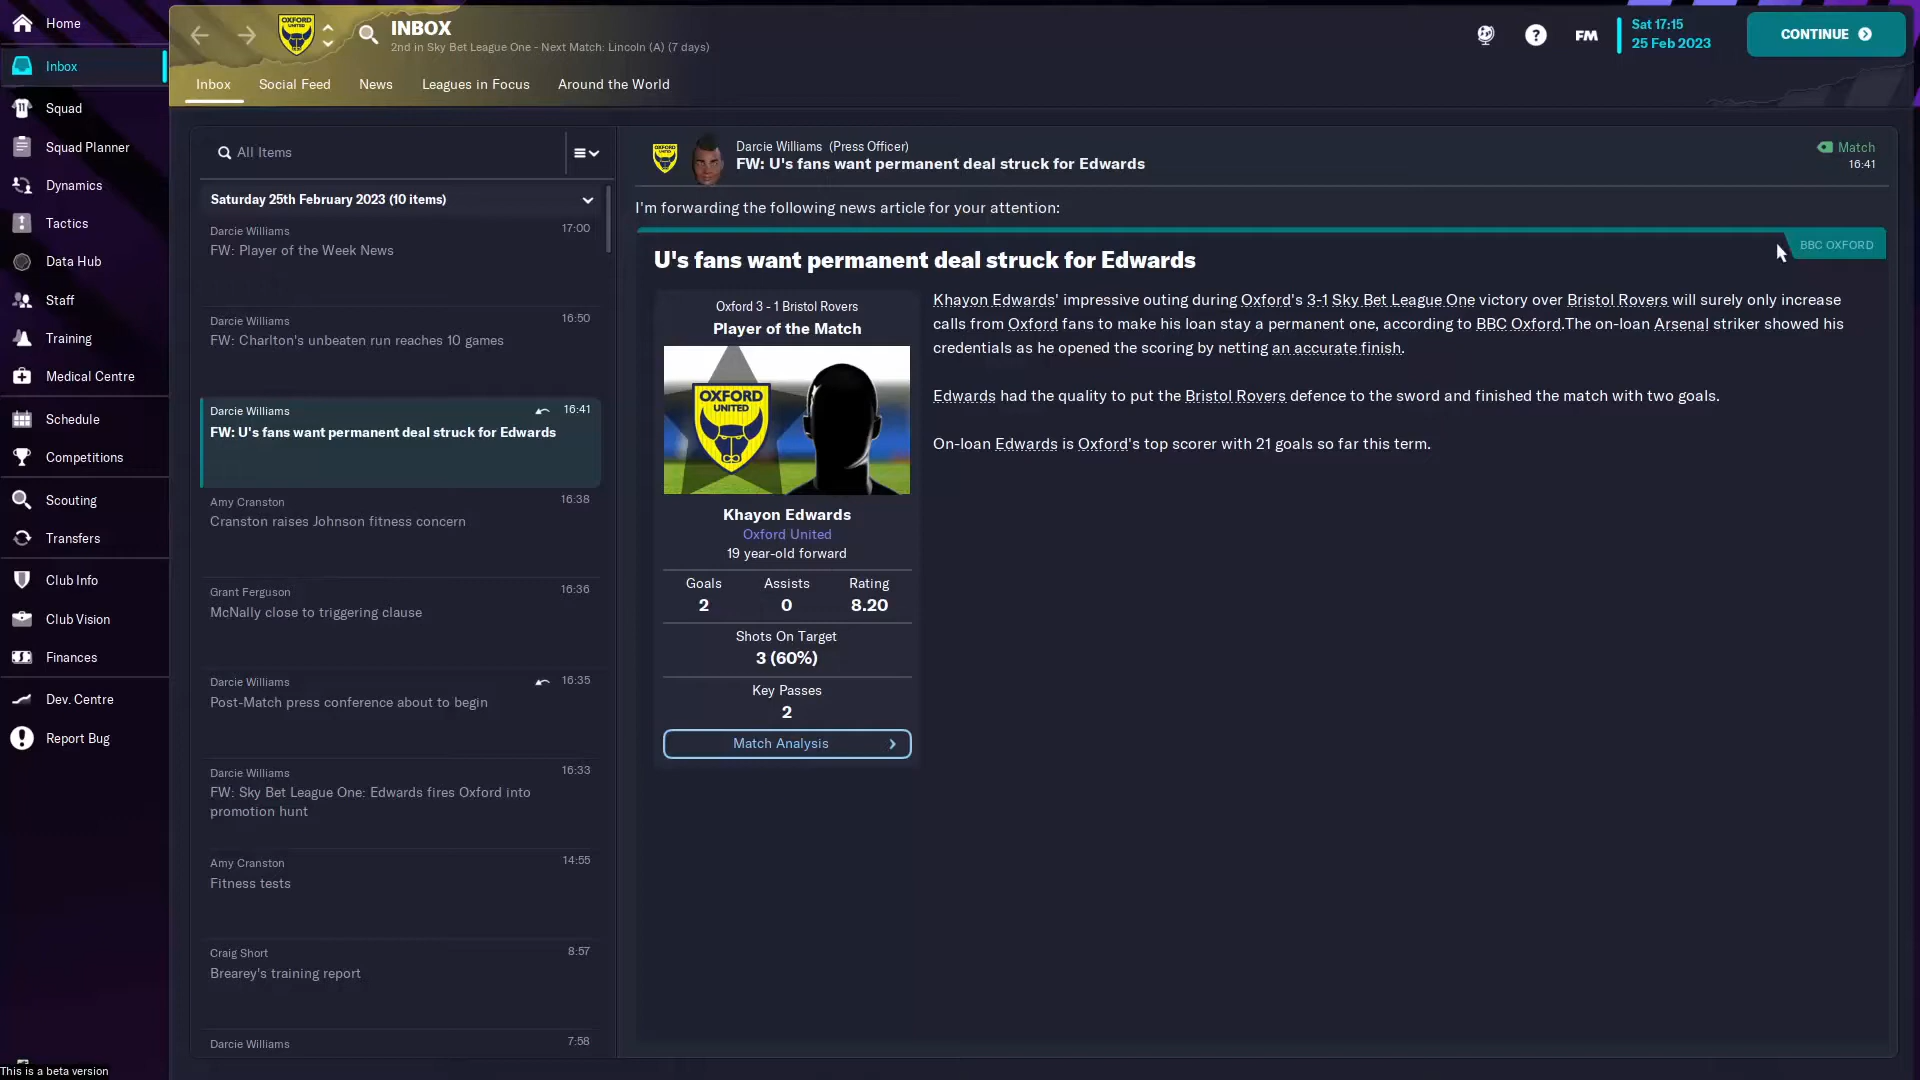 Home
Inbox
Squad
Squad Planner
Dynamics
Tactics
Data Hub
Staff
Training
Medical Centre
Schedule
Competitions
Scouting
Transfers
Club Info
Club Vision
Finances
Dev. Centre
Report Bug
This is a beta version
OXFORD UNITED
INBOX
2nd in Sky Bet League One - Next Match: Lincoln (A) (7 days)
FM
Sat 17:15
25 Feb 2023
CONTINUE
Inbox Social Feed News Leagues in Focus Around the World
All Items
Saturday 25th February 2023 (10 items)
Darcie Williams 17:00
FW: Player of the Week News
Darcie Williams 16:50
FW: Charlton's unbeaten run reaches 10 games
Darcie Williams 16:41
FW: U's fans want permanent deal struck for Edwards
Amy Cranston 16:38
Cranston raises Johnson fitness concern
Grant Ferguson 16:36
McNally close to triggering clause
Darcie Williams 16:35
Post-Match press conference about to begin
Darcie Williams 16:33
FW: Sky Bet League One: Edwards fires Oxford into
promotion hunt
Amy Cranston 14:55
Fitness tests
Craig Short 8:57
Brearey's training report
Darcie Williams 7:58
Darcie Williams (Press Officer)
FW: U's fans want permanent deal struck for Edwards
Match
16:41
I'm forwarding the following news article for your attention:
BBC OXFORD
U's fans want permanent deal struck for Edwards
Oxford 3 - 1 Bristol Rovers
Player of the Match
OXFORD
UNITED
Khayon Edwards
Oxford United
19 year-old forward
Goals Assists Rating
2 0 8.20
Shots On Target
3 (60%)
Key Passes
2
Match Analysis
Khayon Edwards' impressive outing during Oxford's 3-1 Sky Bet League One victory over Bristol Rovers will surely only increase
calls from Oxford fans to make his loan stay a permanent one, according to BBC Oxford.The on-loan Arsenal striker showed his
credentials as he opened the scoring by netting an accurate finish.
Edwards had the quality to put the Bristol Rovers defence to the sword and finished the match with two goals.
On-loan Edwards is Oxford's top scorer with 21 goals so far this term.